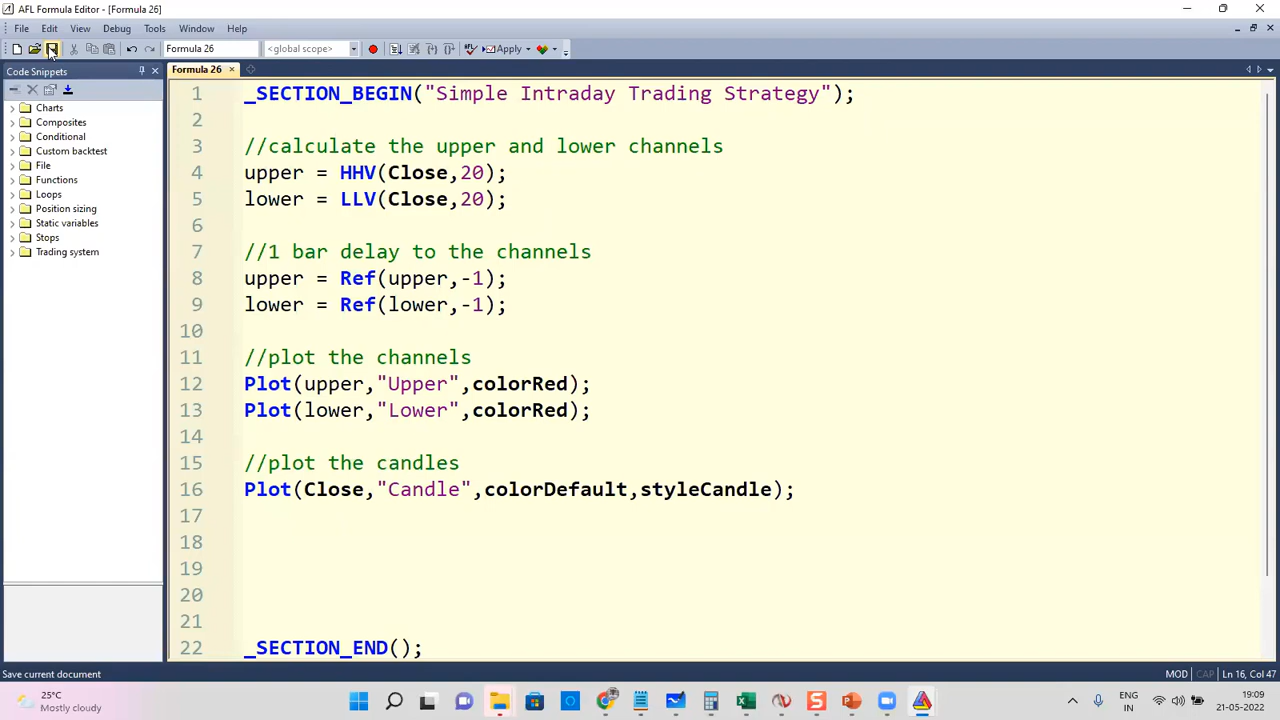 AFL Formula Editor - [Formula 26]
File Edit View Debug Tools Window Help
Formula 26 <global scope> Apply
Code Snippets
Formula 26
Charts
Composites
Conditional
Custom backtest
File
Functions
Loops
Position sizing
Static variables
Stops
Trading system
1 _SECTION_BEGIN("Simple Intraday Trading Strategy");
2
3 //calculate the upper and lower channels
4 upper = HHV(Close,20);
5 lower = LLV(Close,20);
6
7 //1 bar delay to the channels
8 upper = Ref(upper,-1);
9 lower = Ref(lower,-1);
10
11 //plot the channels
12 Plot(upper,"Upper",colorRed);
13 Plot(lower,"Lower",colorRed);
14
15 //plot the candles
16 Plot(Close,"Candle",colorDefault,styleCandle);
17
18
19
20
21
22 _SECTION_END();
Save current document
MOD CAP Ln 16, Col 47
25°C
Mostly cloudy
ENG
IN
19:09
21-05-2022